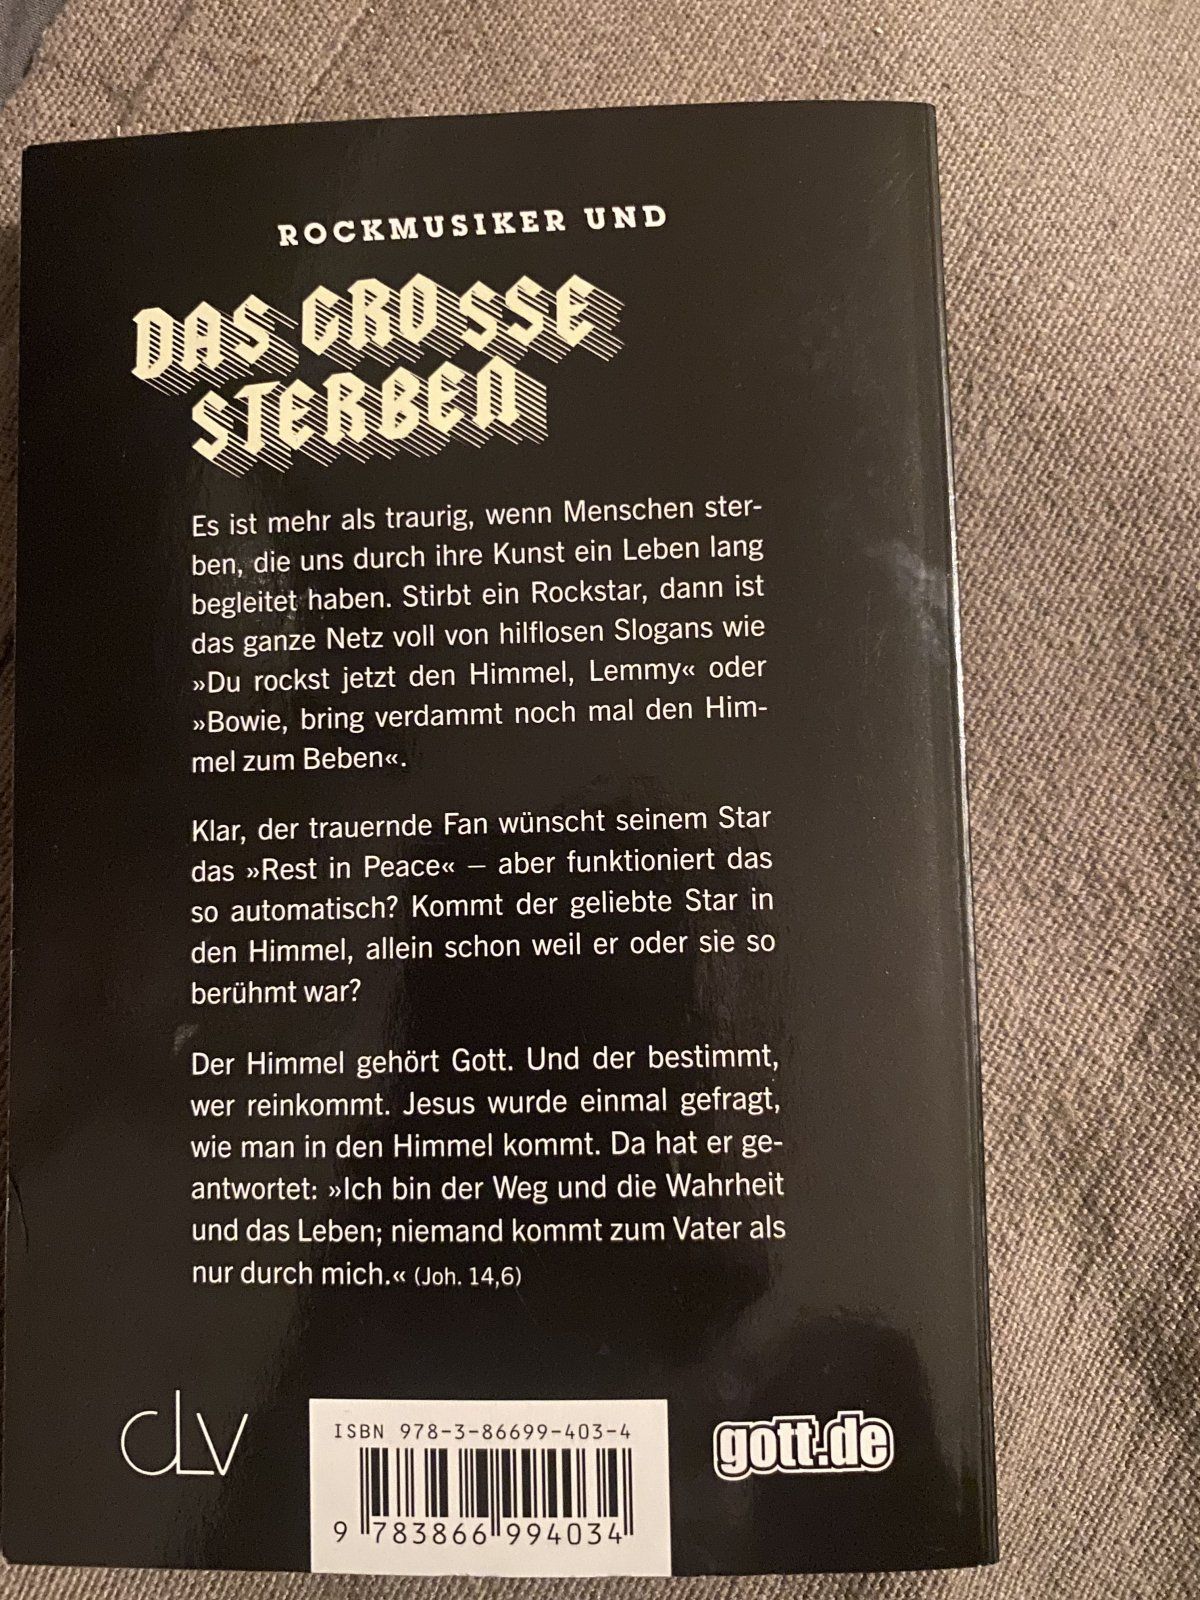 ROCKMUSIKER UND
DAS GROSSE
STERBEN
Es ist mehr als traurig, wenn Menschen ster-
ben, die uns durch ihre Kunst ein Leben lang
begleitet haben. Stirbt ein Rockstar, dann ist
das ganze Netz voll von hilflosen Slogans wie
»Du rockst jetzt den Himmel, Lemmy« oder
»Bowie, bring verdammt noch mal den Him-
mel zum Beben«.
Klar, der trauernde Fan wünscht seinem Star
das »Rest in Peace« – aber funktioniert das
so automatisch? Kommt der geliebte Star in
den Himmel, allein schon weil er oder sie so
berühmt war?
Der Himmel gehört Gott. Und der bestimmt,
wer reinkommt. Jesus wurde einmal gefragt,
wie man in den Himmel kommt. Da hat er ge-
antwortet: »Ich bin der Weg und die Wahrheit
und das Leben; niemand kommt zum Vater als
nur durch mich.« (Joh. 14,6)
clv
ISBN 978-3-86699-403-4
9 783866 994034
gott.de